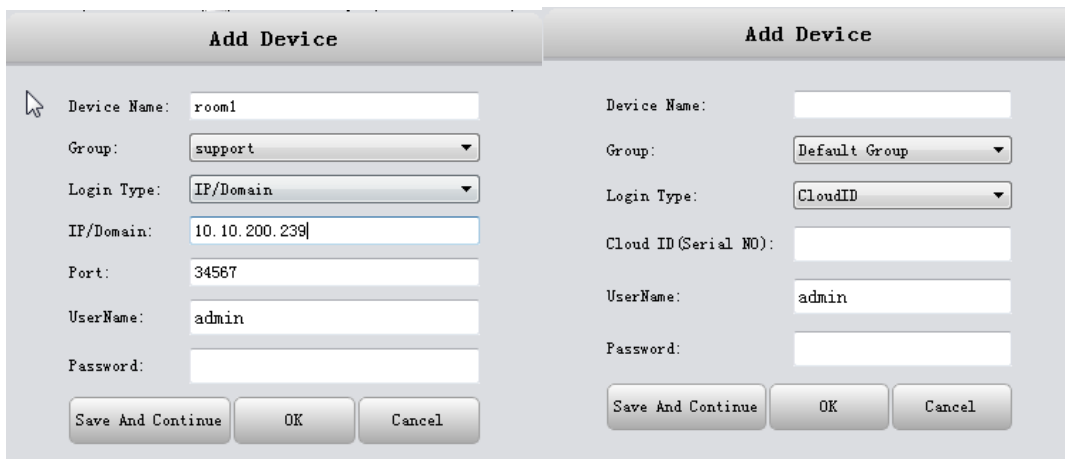 Add Device
Device Name: room1
Group: support
Login Type: IP/Domain
IP/Domain: 10.10.200.239
Port: 34567
UserName: admin
Password:
Save And Continue OK Cancel
Add Device
Device Name:
Group: Default Group
Login Type: CloudID
Cloud ID(Serial NO):
UserName: admin
Password:
Save And Continue OK Cancel